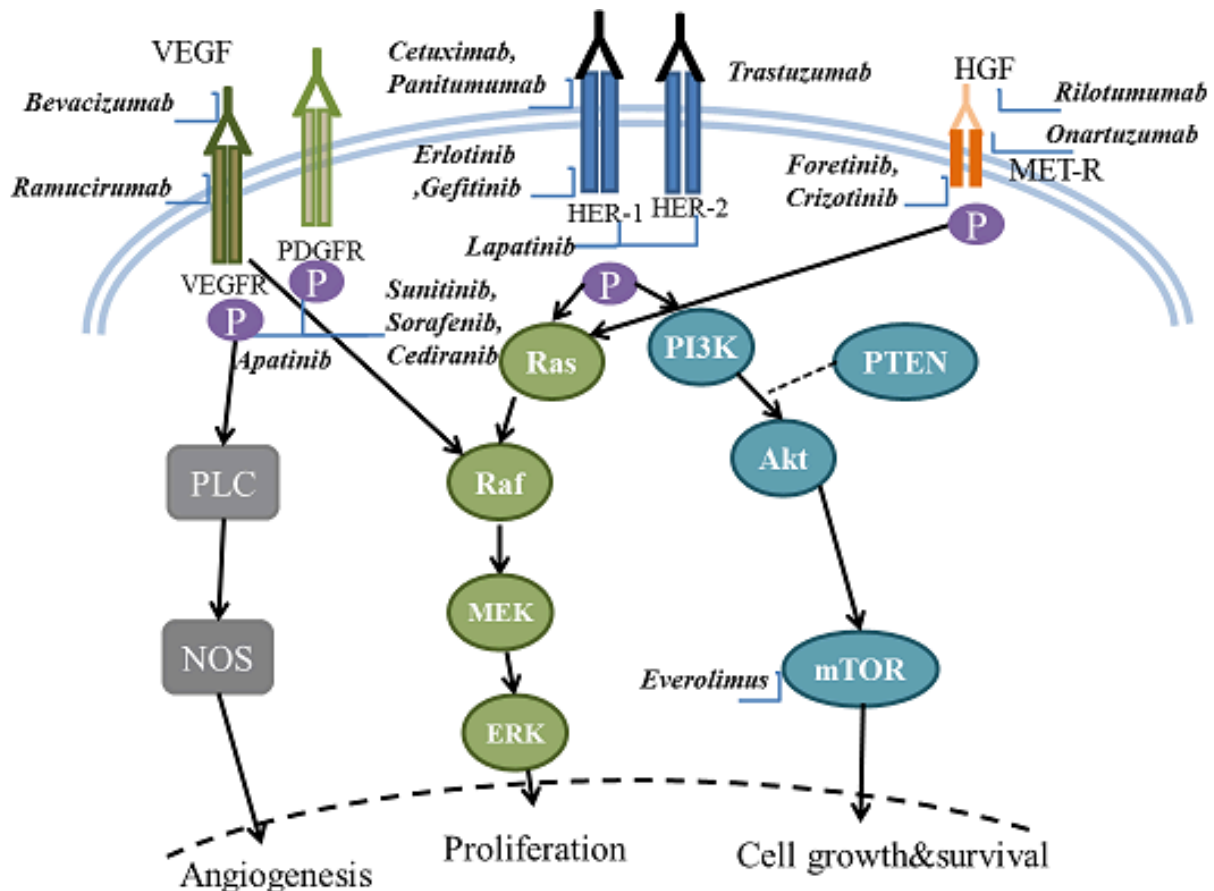 VEGF
Bevacizumab
Ramucirumab
VEGFR
P
PDGFR
P
Apatinib
Sunitinib,
Sorafenib,
Cediranib
Cetuximab,
Panitumumab
Erlotinib
,Gefitinib
HER-1
HER-2
Trastuzumab
Lapatinib
P
HGF
Rilotumumab
Onartuzumab
MET-R
Foretinib,
Crizotinib
P
Ras
PI3K
PTEN
PLC
Raf
Akt
NOS
MEK
Everolimus
mTOR
ERK
Angiogenesis
Proliferation
Cell growth&survival